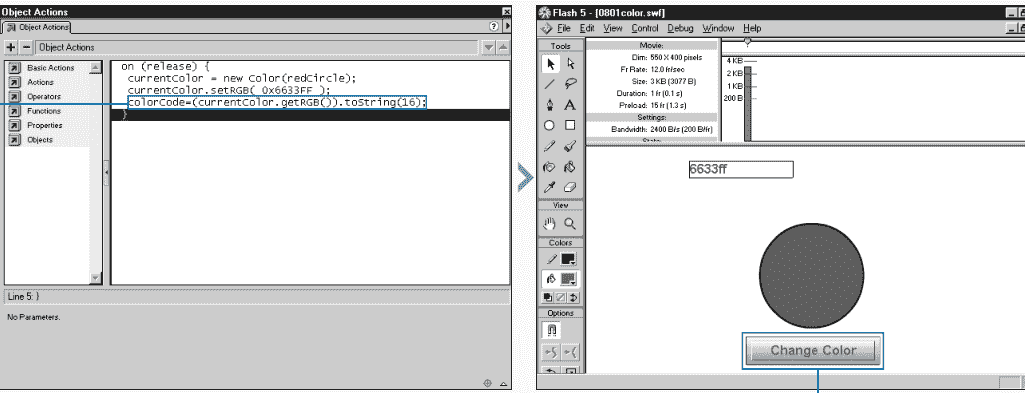 Object Actions
Object Actions
Object Actions
Basic Actions
Actions
Operators
Functions
Properties
Objects
on (release) {
currentColor = new Color(redCircle);
currentColor.setRGB( 0x6633FF );
colorCode=(currentColor.getRGB()).toString(16);
}
Line 5: }
No Parameters.
Flash 5 - [0801color.swf]
File Edit View Control Debug Window Help
Tools
View
Colors
Options
Movie:
Dim: 550 X 400 pixels
Fr Rate: 12.0 fr/sec
Size: 3 KB (3077 B)
Duration: 1 fr (0.1 s)
Preload: 16 fr (1.3 s)
Settings:
Bandwidth: 2400 B/s (200 B/fr)
4 KB
2 KB
1 KB
200 B
6633ff
Change Color